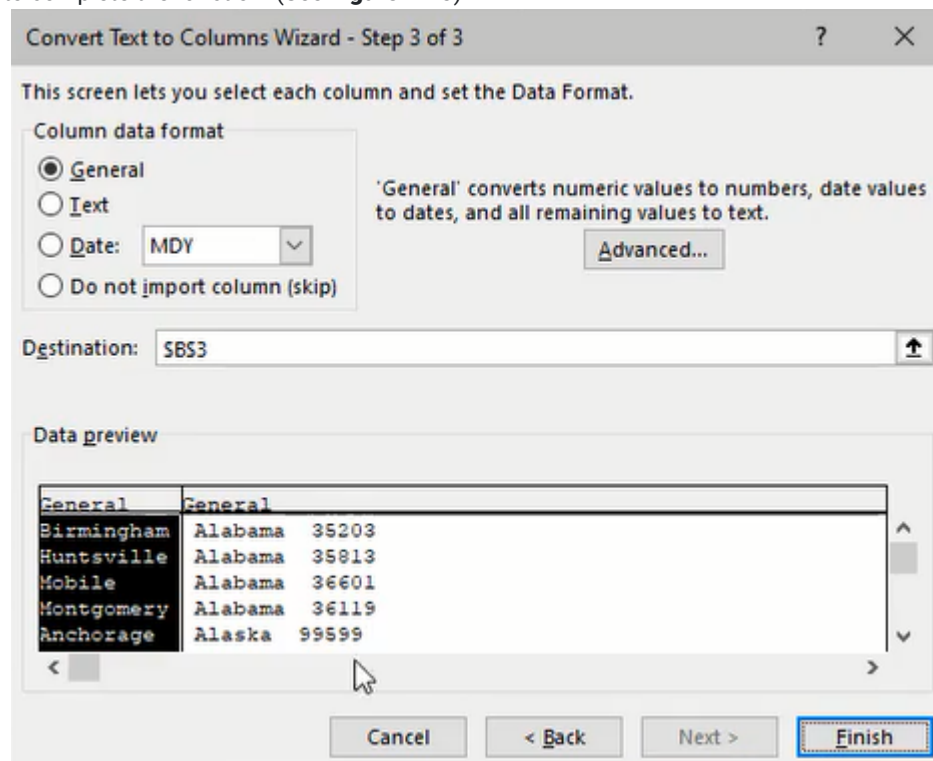 Convert Text to Columns Wizard - Step 3 of 3 ? ×
This screen lets you select each column and set the Data Format.
Column data format
General
Text
Date: MDY
Do not import column (skip)
'General' converts numeric values to numbers, date values
to dates, and all remaining values to text.
Advanced...
Destination: $B$3
Data preview
General General
Birmingham Alabama 35203
Huntsville Alabama 35813
Mobile Alabama 36601
Montgomery Alabama 36119
Anchorage Alaska 99599
Cancel < Back Next > Finish